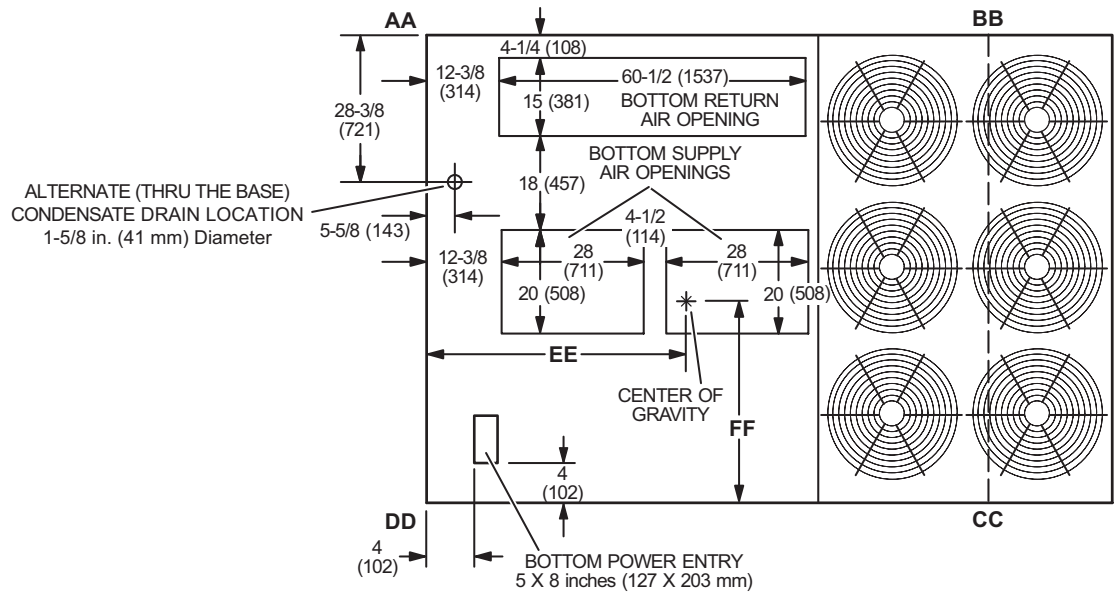 AA
BB
4-1/4 (108)
12-3/8
(314)
60-1/2 (1537)
28-3/8
(721)
15 (381)
BOTTOM RETURN
AIR OPENING
BOTTOM SUPPLY
AIR OPENINGS
18 (457)
ALTERNATE (THRU THE BASE)
CONDENSATE DRAIN LOCATION
1-5/8 in. (41 mm) Diameter
5-5/8 (143)
4-1/2
(114)
12-3/8
(314)
28
(711)
28
(711)
20 (508)
20 (508)
EE
CENTER OF
GRAVITY
FF
4
(102)
DD
CC
4
(102)
BOTTOM POWER ENTRY
5 X 8 inches (127 X 203 mm)